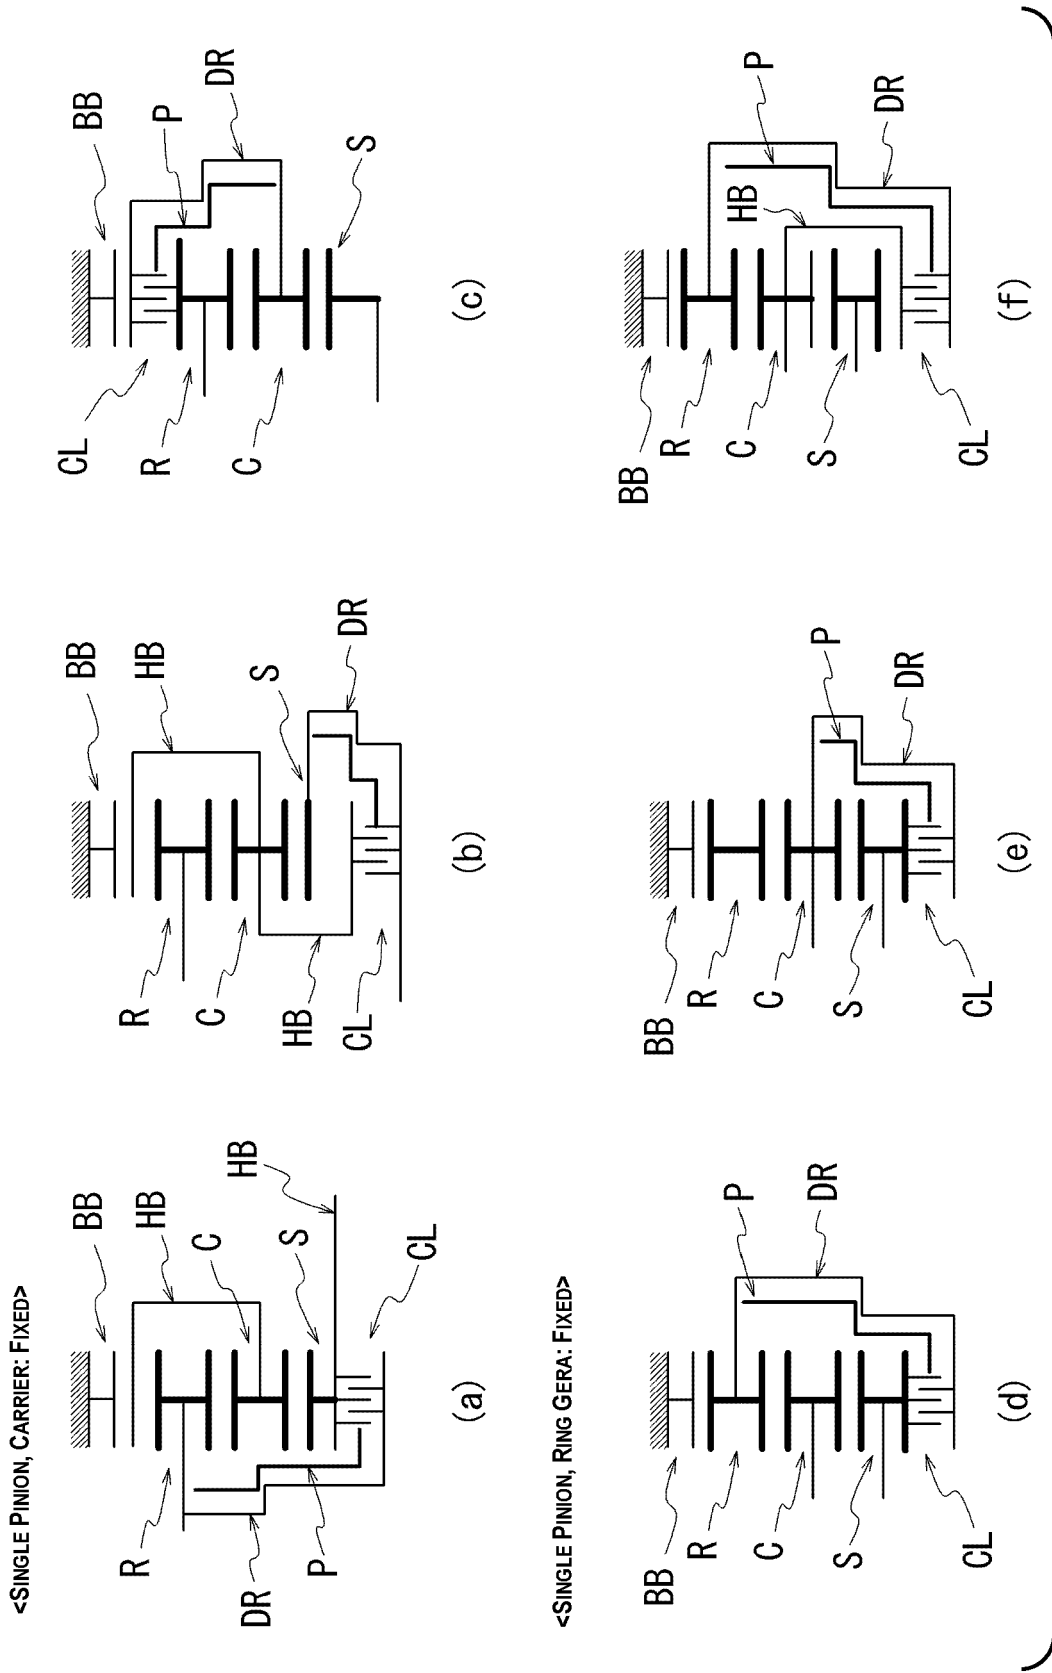 <SINGLE PINION, CARRIER: FIXED>
BB
HB
C
S
HB
CL
R
DR
P
(a)
BB
HB
S
DR
R
C
HB
CL
(b)
BB
P
DR
S
CL
R
C
(c)
<SINGLE PINION, RING GERA: FIXED>
P
DR
BB
R
C
S
CL
(d)
P
DR
BB
R
C
S
CL
(e)
P
HB
DR
BB
R
C
S
CL
(f)